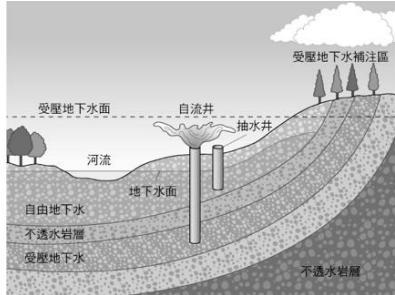 受壓地下水補注區
受壓地下水面
自流井
抽水井
河流
地下水面
自由地下水
不透水岩層
受壓地下水
不透水岩層